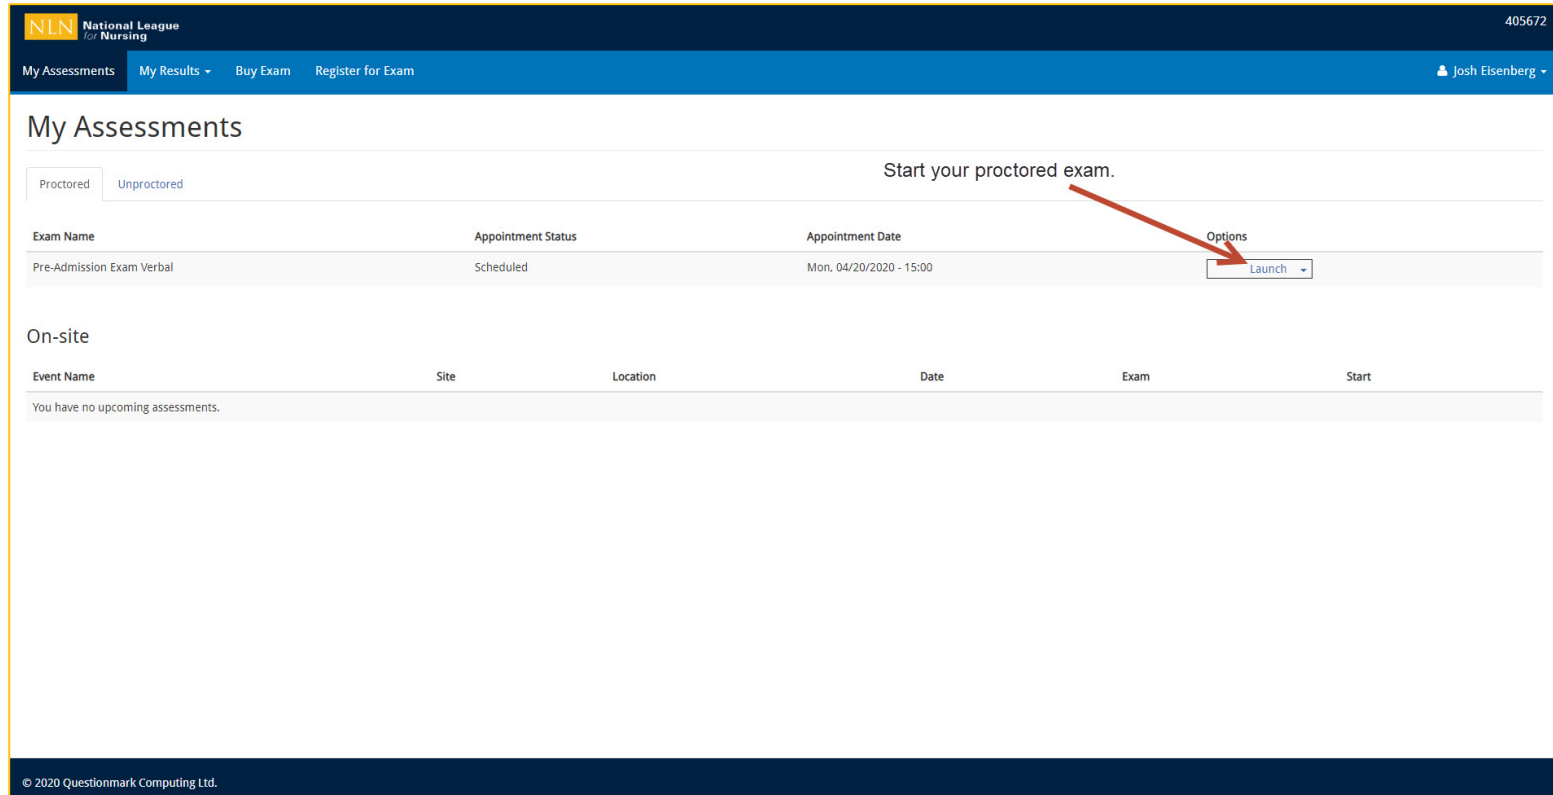 NLN National League
for Nursing
405672
My Assessments My Results Buy Exam Register for Exam Josh Eisenberg
My Assessments
Start your proctored exam.
Proctored Unproctored
Exam Name Appointment Status Appointment Date Options
Pre-Admission Exam Verbal Scheduled Mon, 04/20/2020 - 15:00 Launch
On-site
Event Name Site Location Date Exam Start
You have no upcoming assessments.
© 2020 Questionmark Computing Ltd.